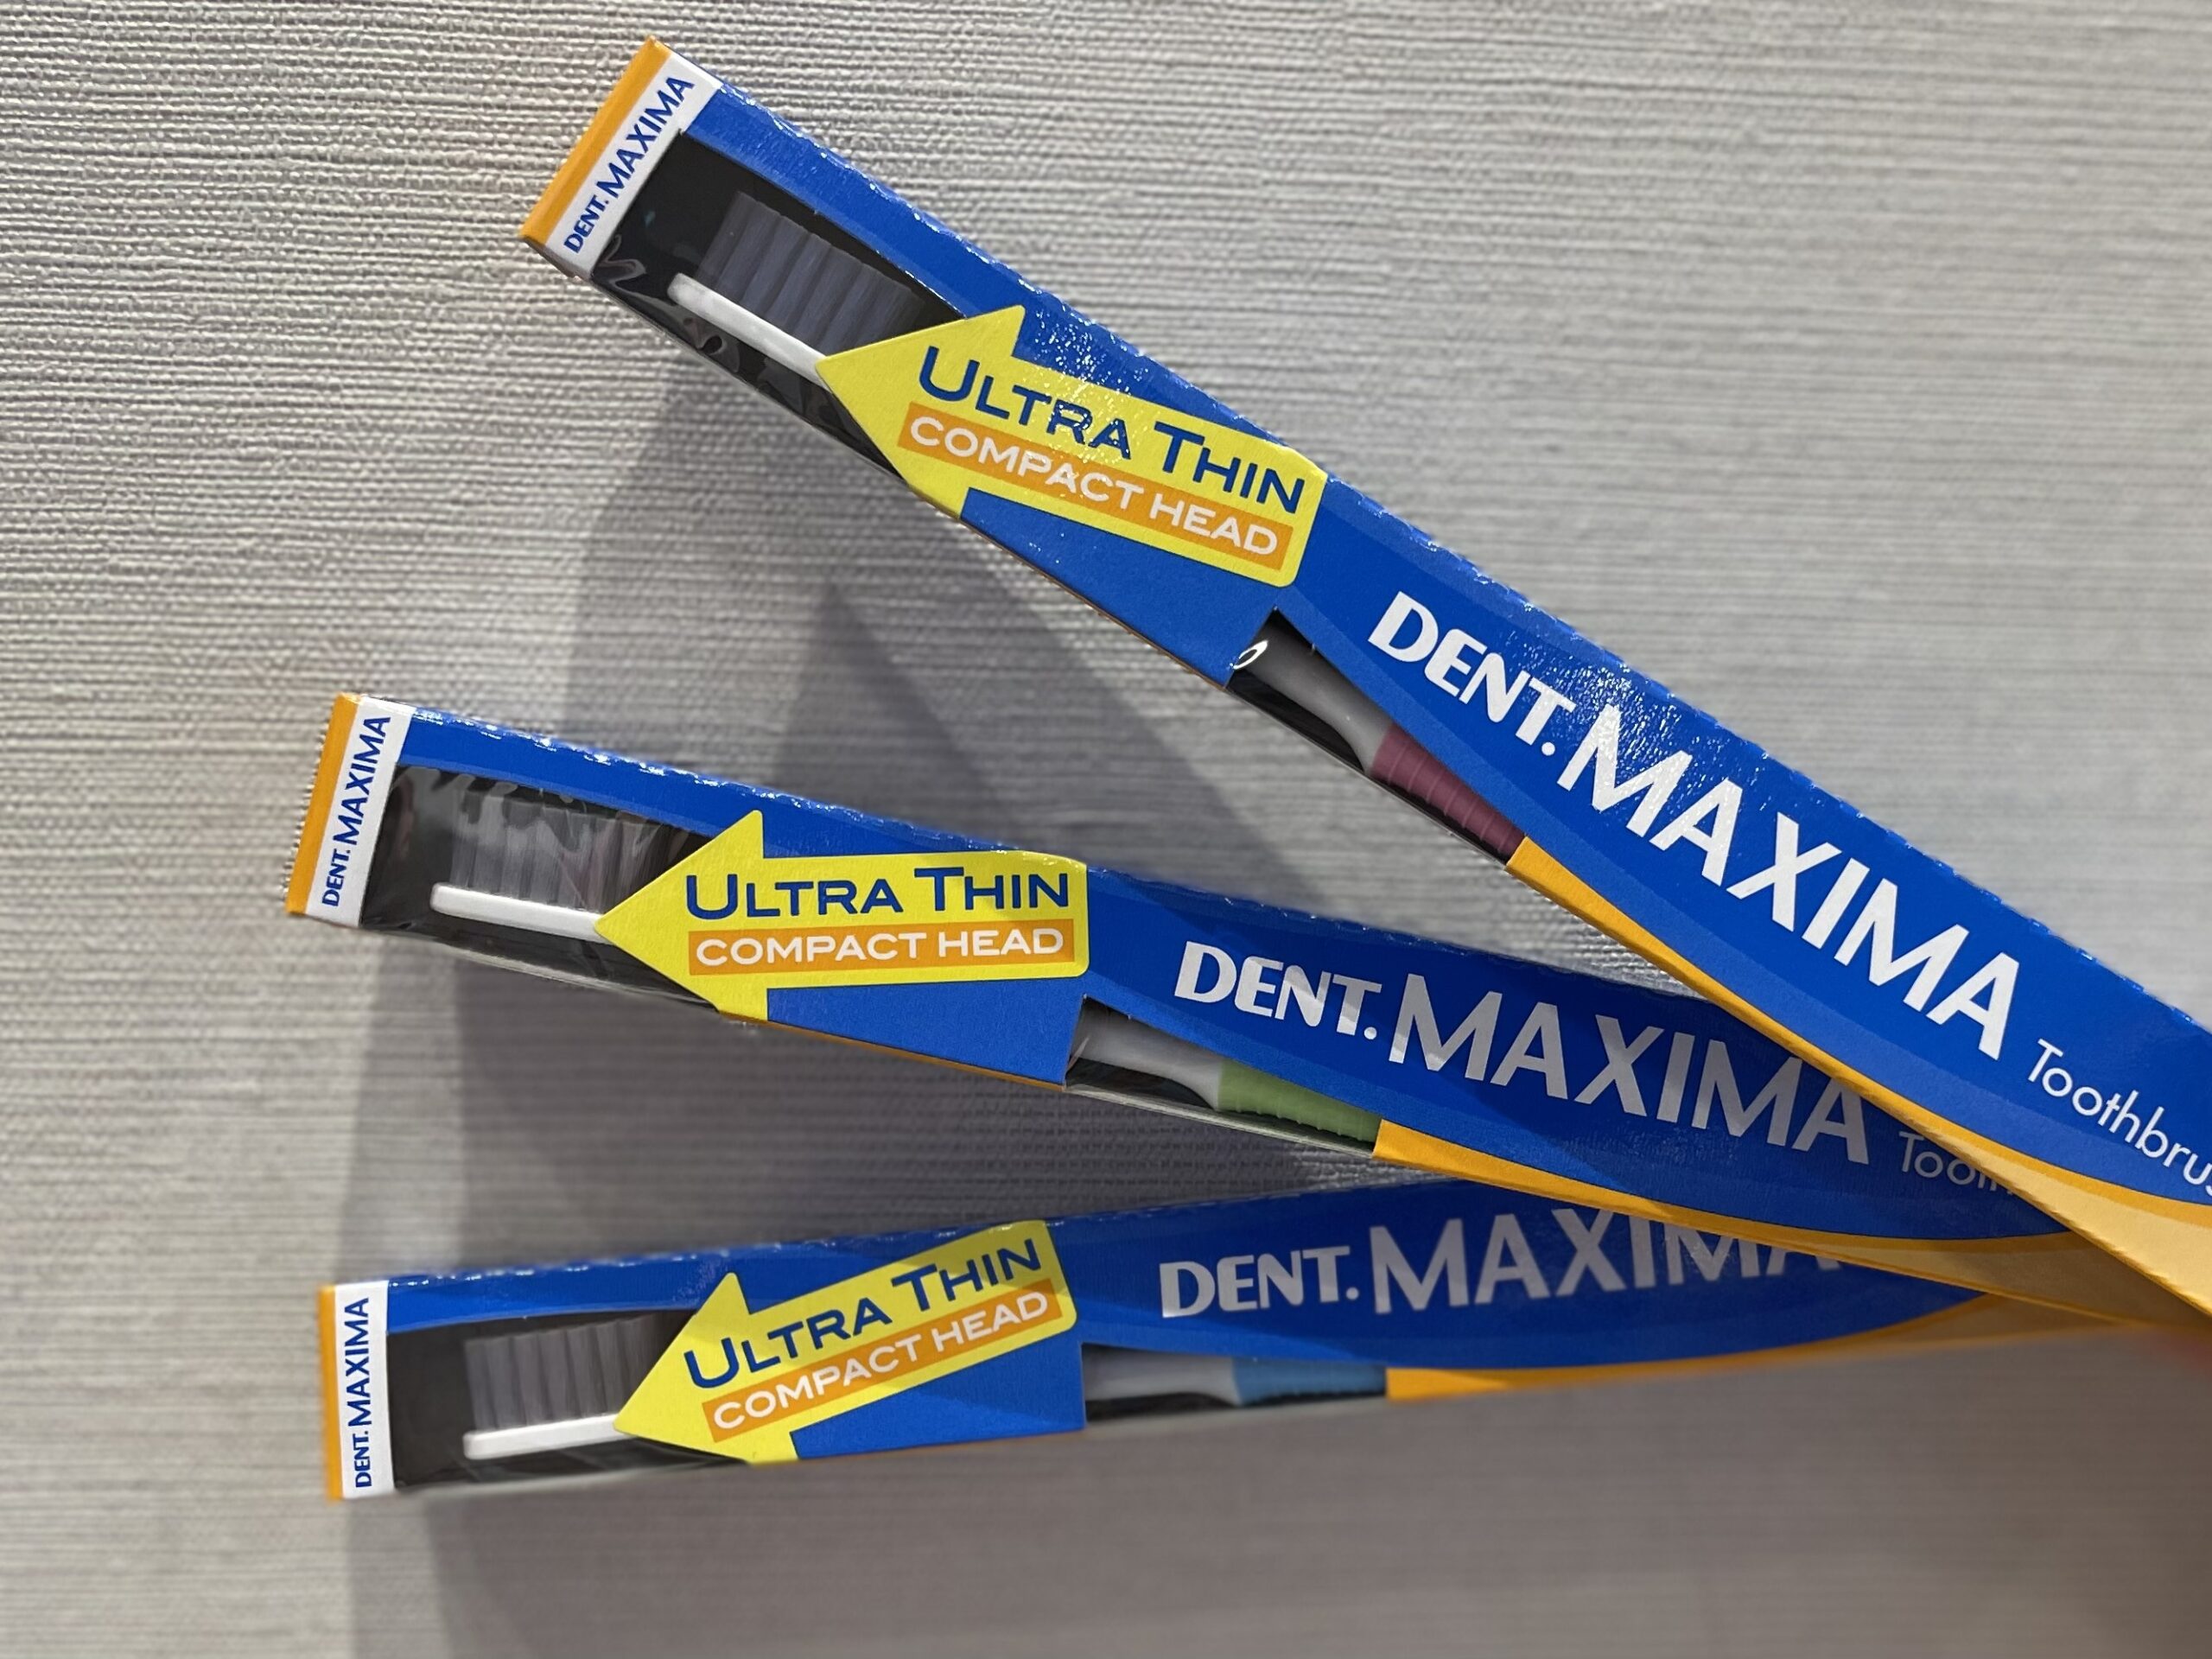 DENT.MAXIMA
ULTRA THIN
COMPACT HEAD
DENT.MAXIMA Toothbrus
DENT.MAXIMA
ULTRA THIN
COMPACT HEAD
DENT.MAXIMA Tooth
DENT.MAXIMA
ULTRA THIN
COMPACT HEAD
DENT.MAXIMA